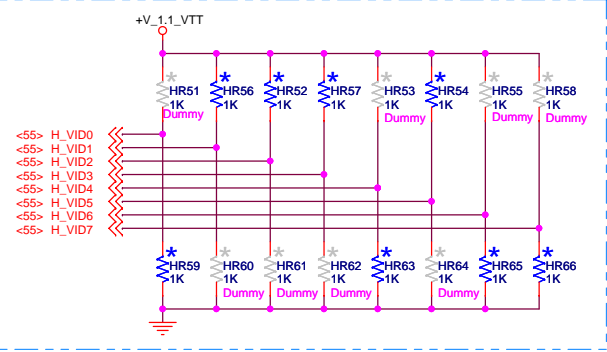 +V_1.1_VTT
* * * * * * * *
HR51 HR56 HR52 HR57 HR53 HR54 HR55 HR58
1K 1K 1K 1K 1K 1K 1K 1K
Dummy Dummy Dummy Dummy
<55> H_VID0
<55> H_VID1
<55> H_VID2
<55> H_VID3
<55> H_VID4
<55> H_VID5
<55> H_VID6
<55> H_VID7
* * * * * * * *
HR59 HR60 HR61 HR62 HR63 HR64 HR65 HR66
1K 1K 1K 1K 1K 1K 1K 1K
Dummy Dummy Dummy Dummy